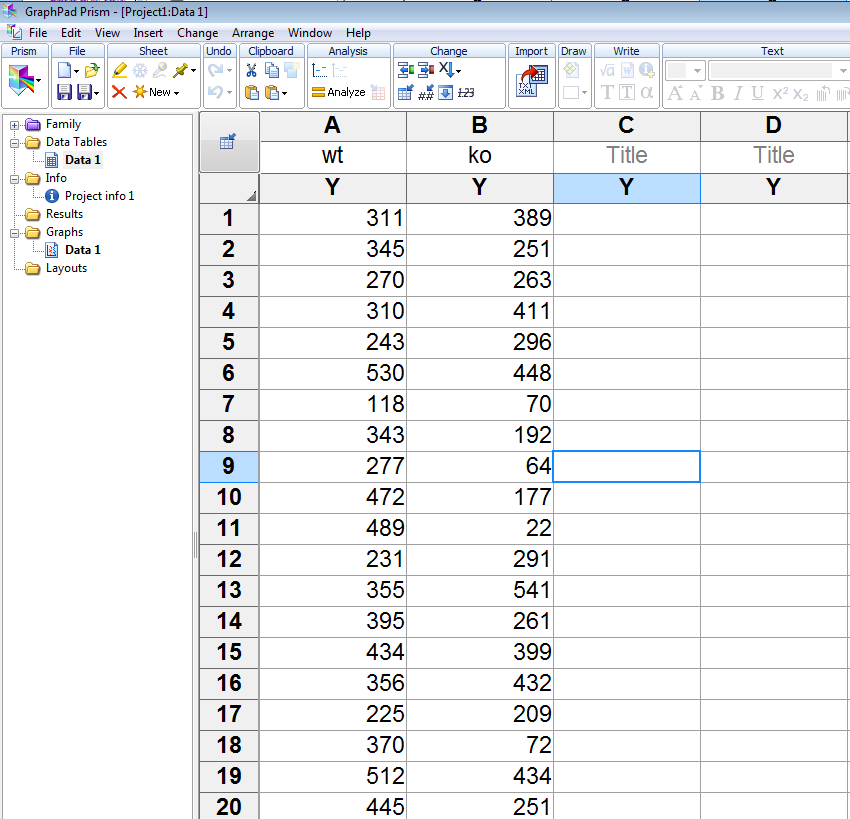 GraphPad Prism - [Project1:Data 1]
File Edit View Insert Change Arrange Window Help
Prism File Sheet Undo Clipboard Analysis Change Import Draw Write Text
TXT
XML
√α
New
Analyze
123
T T α A A B I U X² X₂
Family
Data Tables
Data 1
Info
Project info 1
Results
Graphs
Data 1
Layouts
A B C D
wt ko Title Title
Y Y Y Y
1 311 389
2 345 251
3 270 263
4 310 411
5 243 296
6 530 448
7 118 70
8 343 192
9 277 64
10 472 177
11 489 22
12 231 291
13 355 541
14 395 261
15 434 399
16 356 432
17 225 209
18 370 72
19 512 434
20 445 251